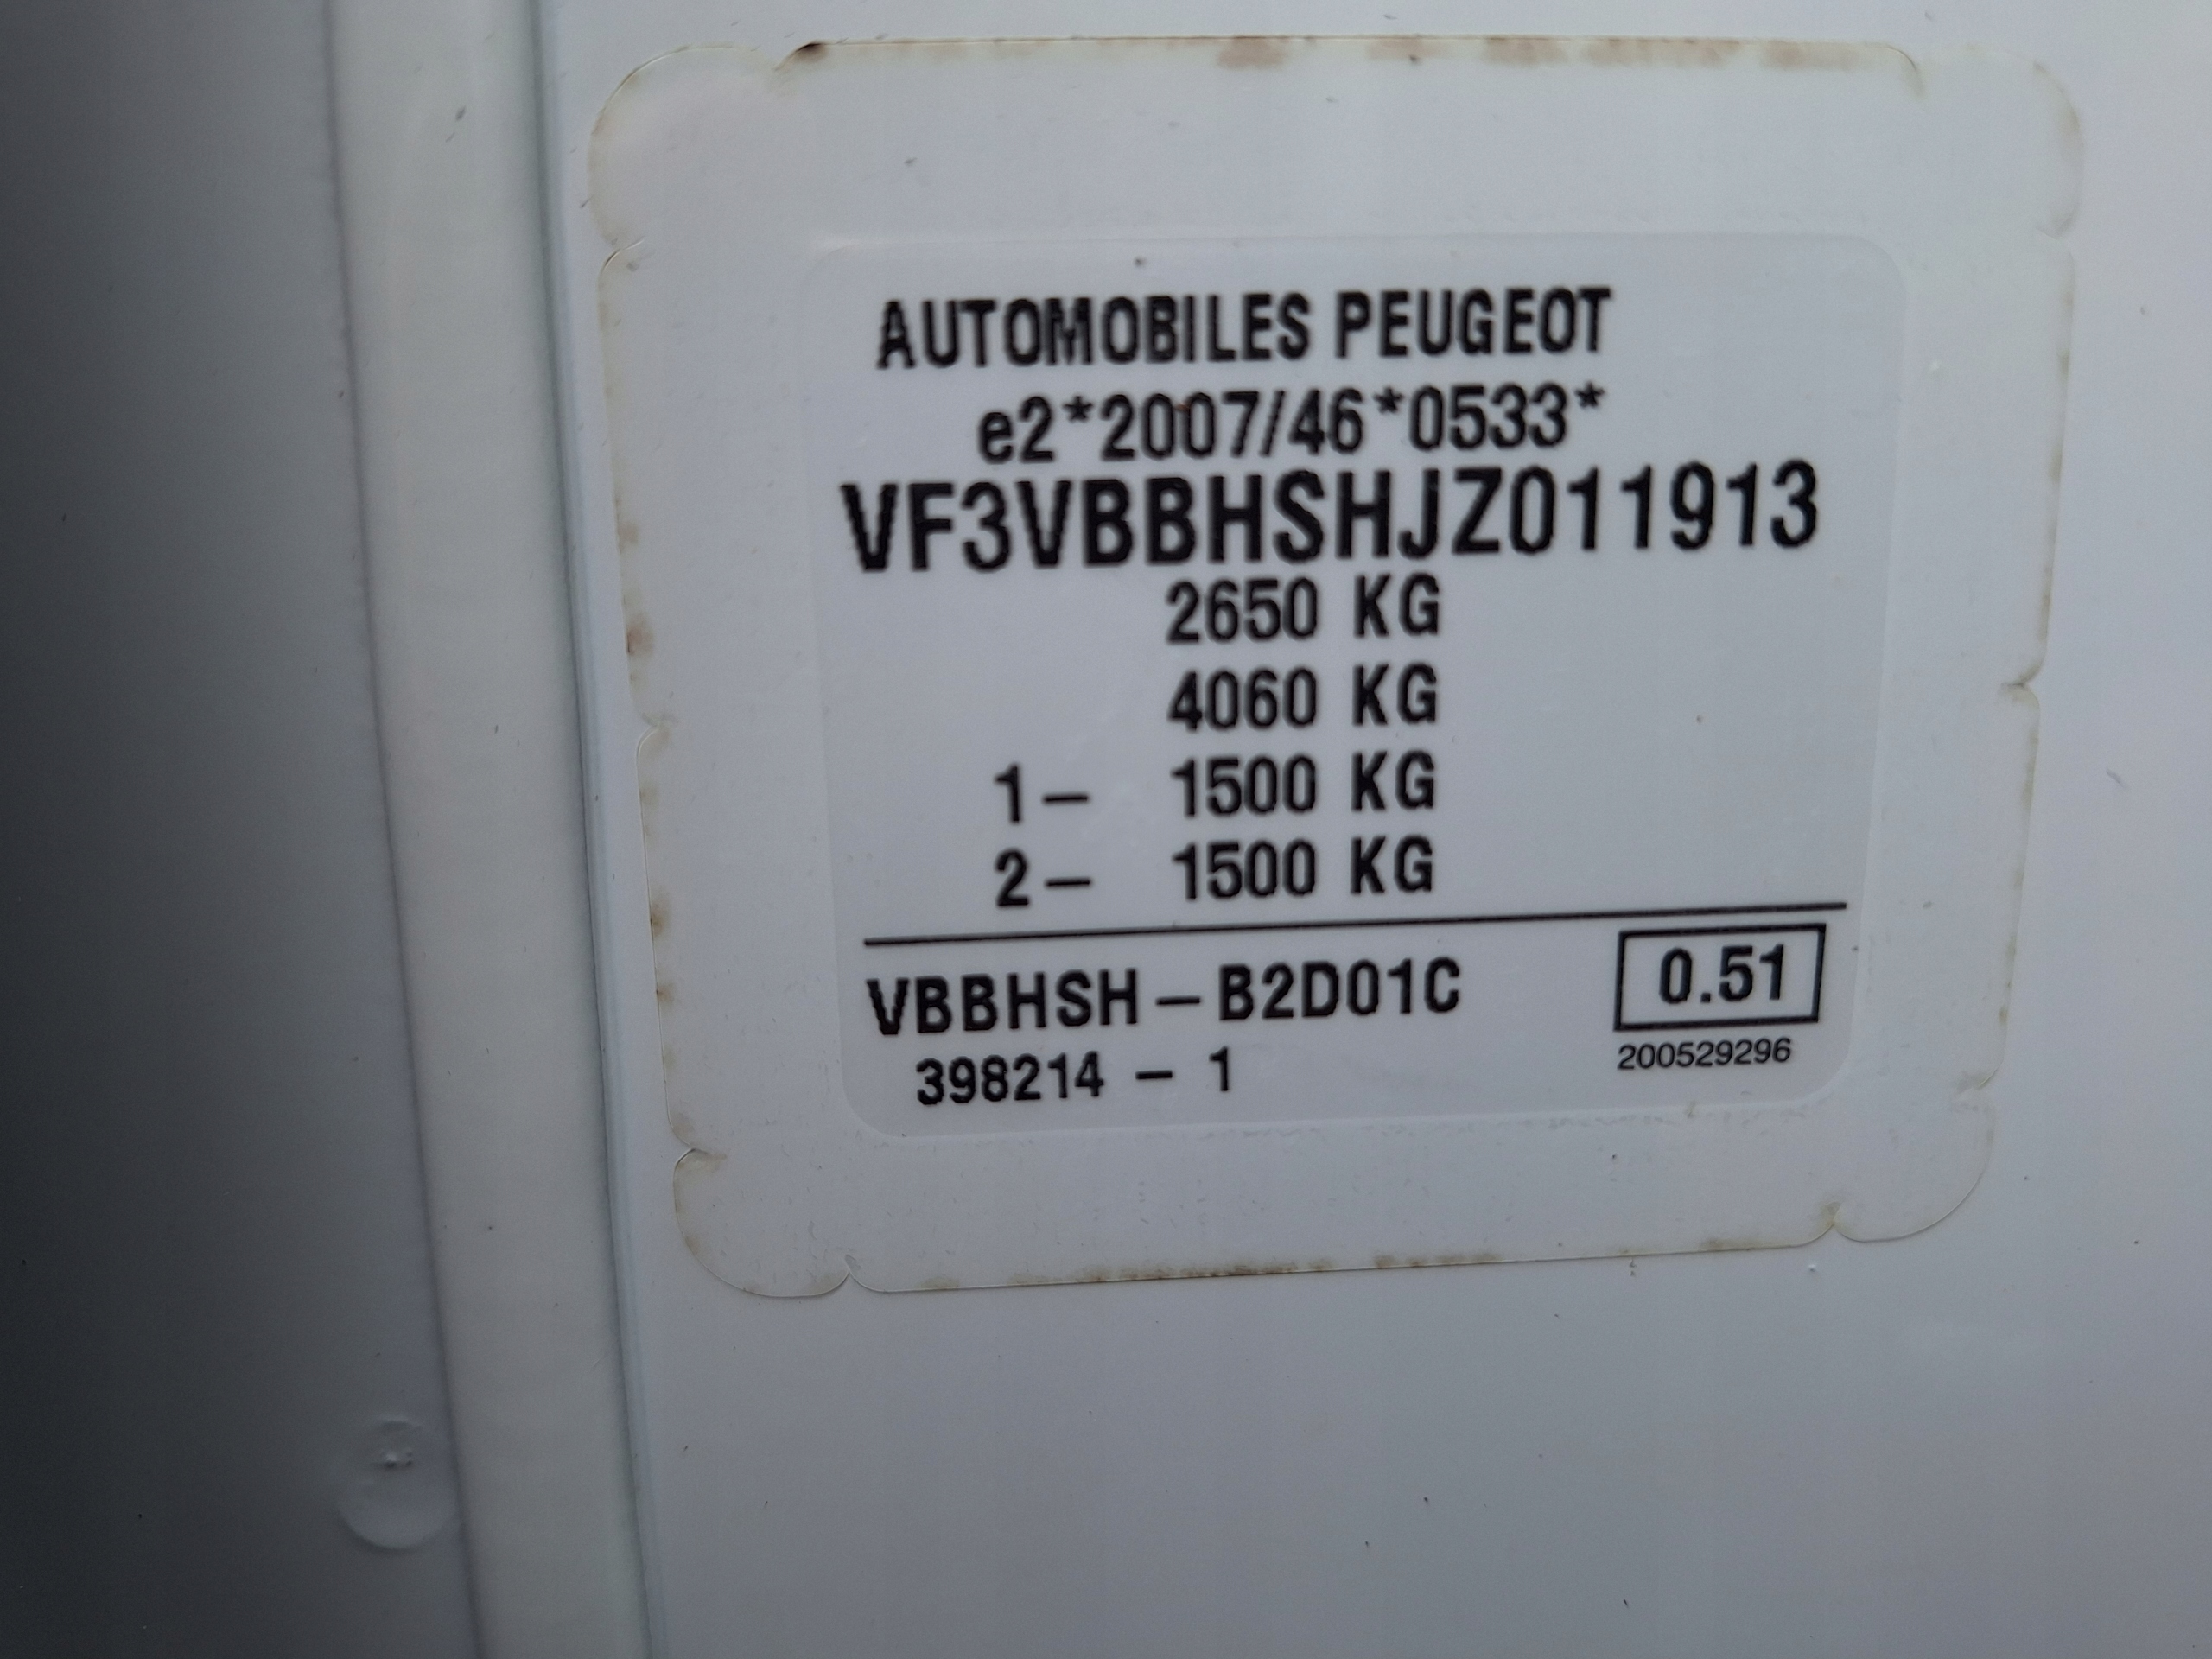 AUTOMOBILES PEUGEOT
e2*2007/46*0533*
VF3VBBHSHJZ011913
2650 KG
4060 KG
1- 1500 KG
2- 1500 KG
VBBHSH-B2D01C
0.51
398214 - 1
200529296